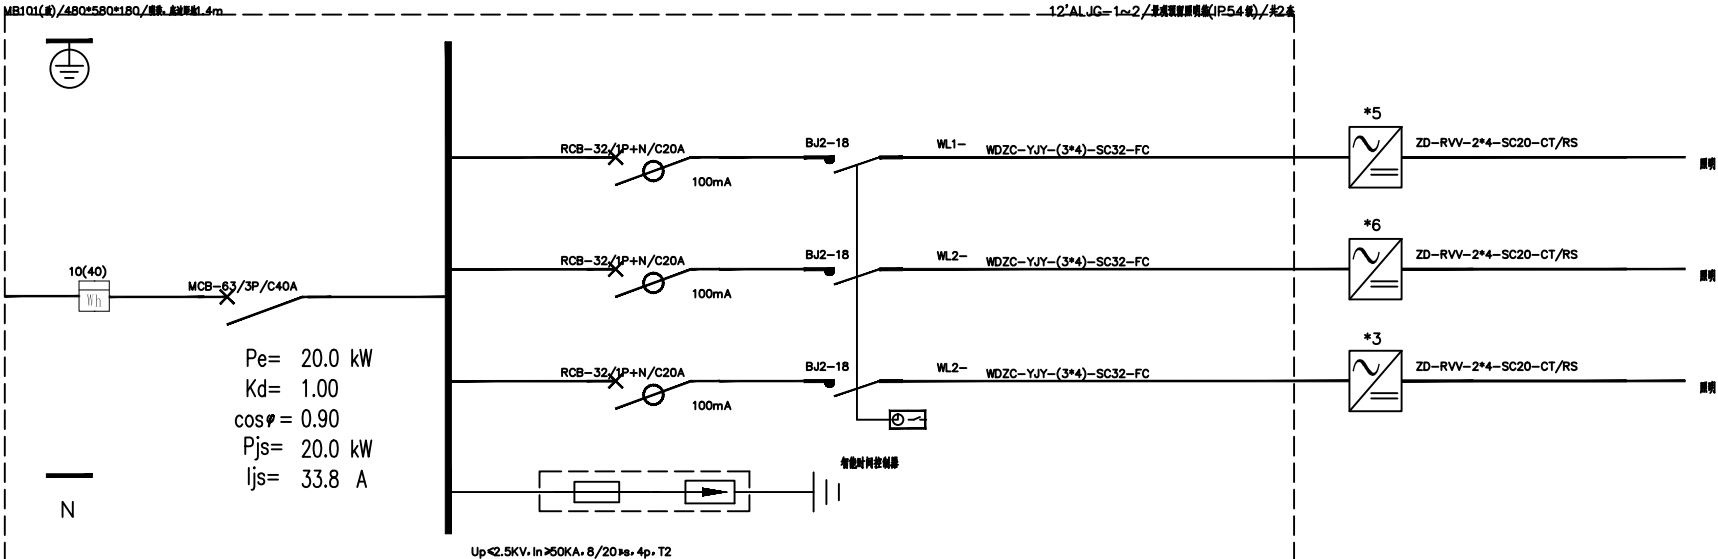 MB101(改)/480*580*180/明装，底边距地1.4m
12'ALJG-1~2/景观预留照明箱(IP54级)/共2套
*5
RCB-32/1P+N/C20A
BJ2-18
WL1-
WDZC-YJY-(3*4)-SC32-FC
ZD-RVV-2*4-SC20-CT/RS
100mA
照明
*6
RCB-32/1P+N/C20A
BJ2-18
WL2-
WDZC-YJY-(3*4)-SC32-FC
ZD-RVV-2*4-SC20-CT/RS
100mA
照明
10(40)
Wh
MCB-63/3P/C40A
*3
RCB-32/1P+N/C20A
BJ2-18
WL2-
WDZC-YJY-(3*4)-SC32-FC
ZD-RVV-2*4-SC20-CT/RS
100mA
照明
Pe= 20.0 kW
Kd= 1.00
cosφ= 0.90
Pjs= 20.0 kW
Ijs= 33.8 A
智能时间控制器
N
Up≤2.5KV，In≥50KA，8/20μs，4p，T2